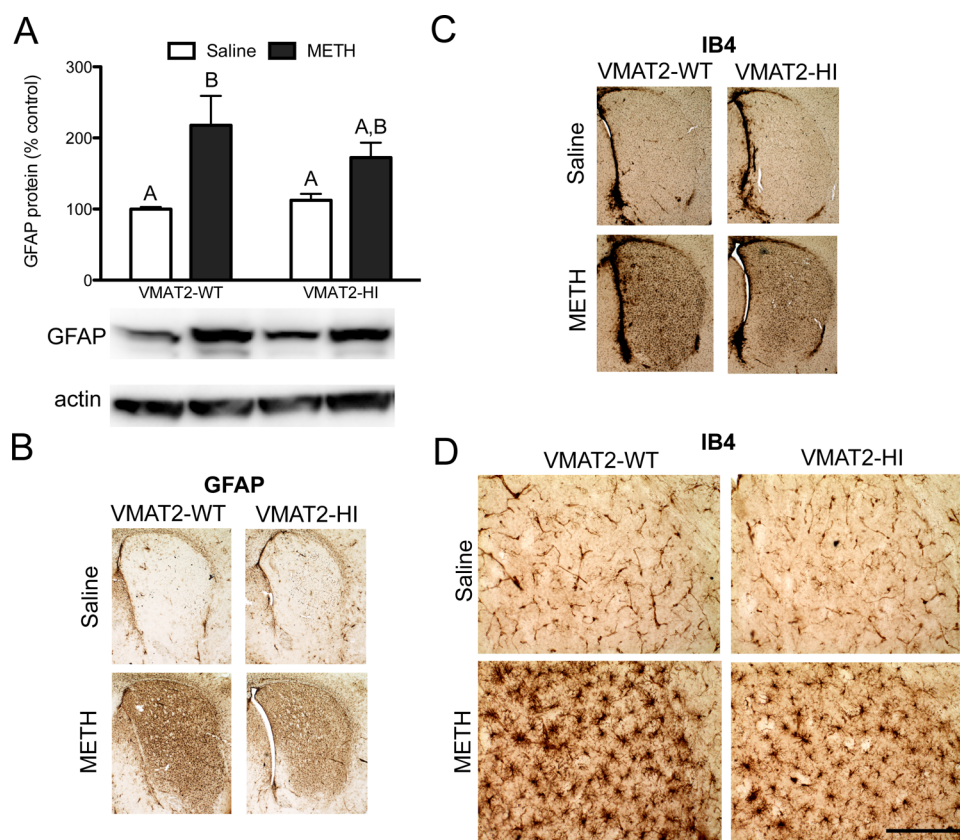 A
Saline METH
GFAP protein (% control)
300
200
100
0
A
B
A
A,B
VMAT2-WT VMAT2-HI
GFAP
actin
B
GFAP
VMAT2-WT VMAT2-HI
Saline
METH
C
IB4
VMAT2-WT VMAT2-HI
Saline
METH
D
IB4
VMAT2-WT VMAT2-HI
Saline
METH